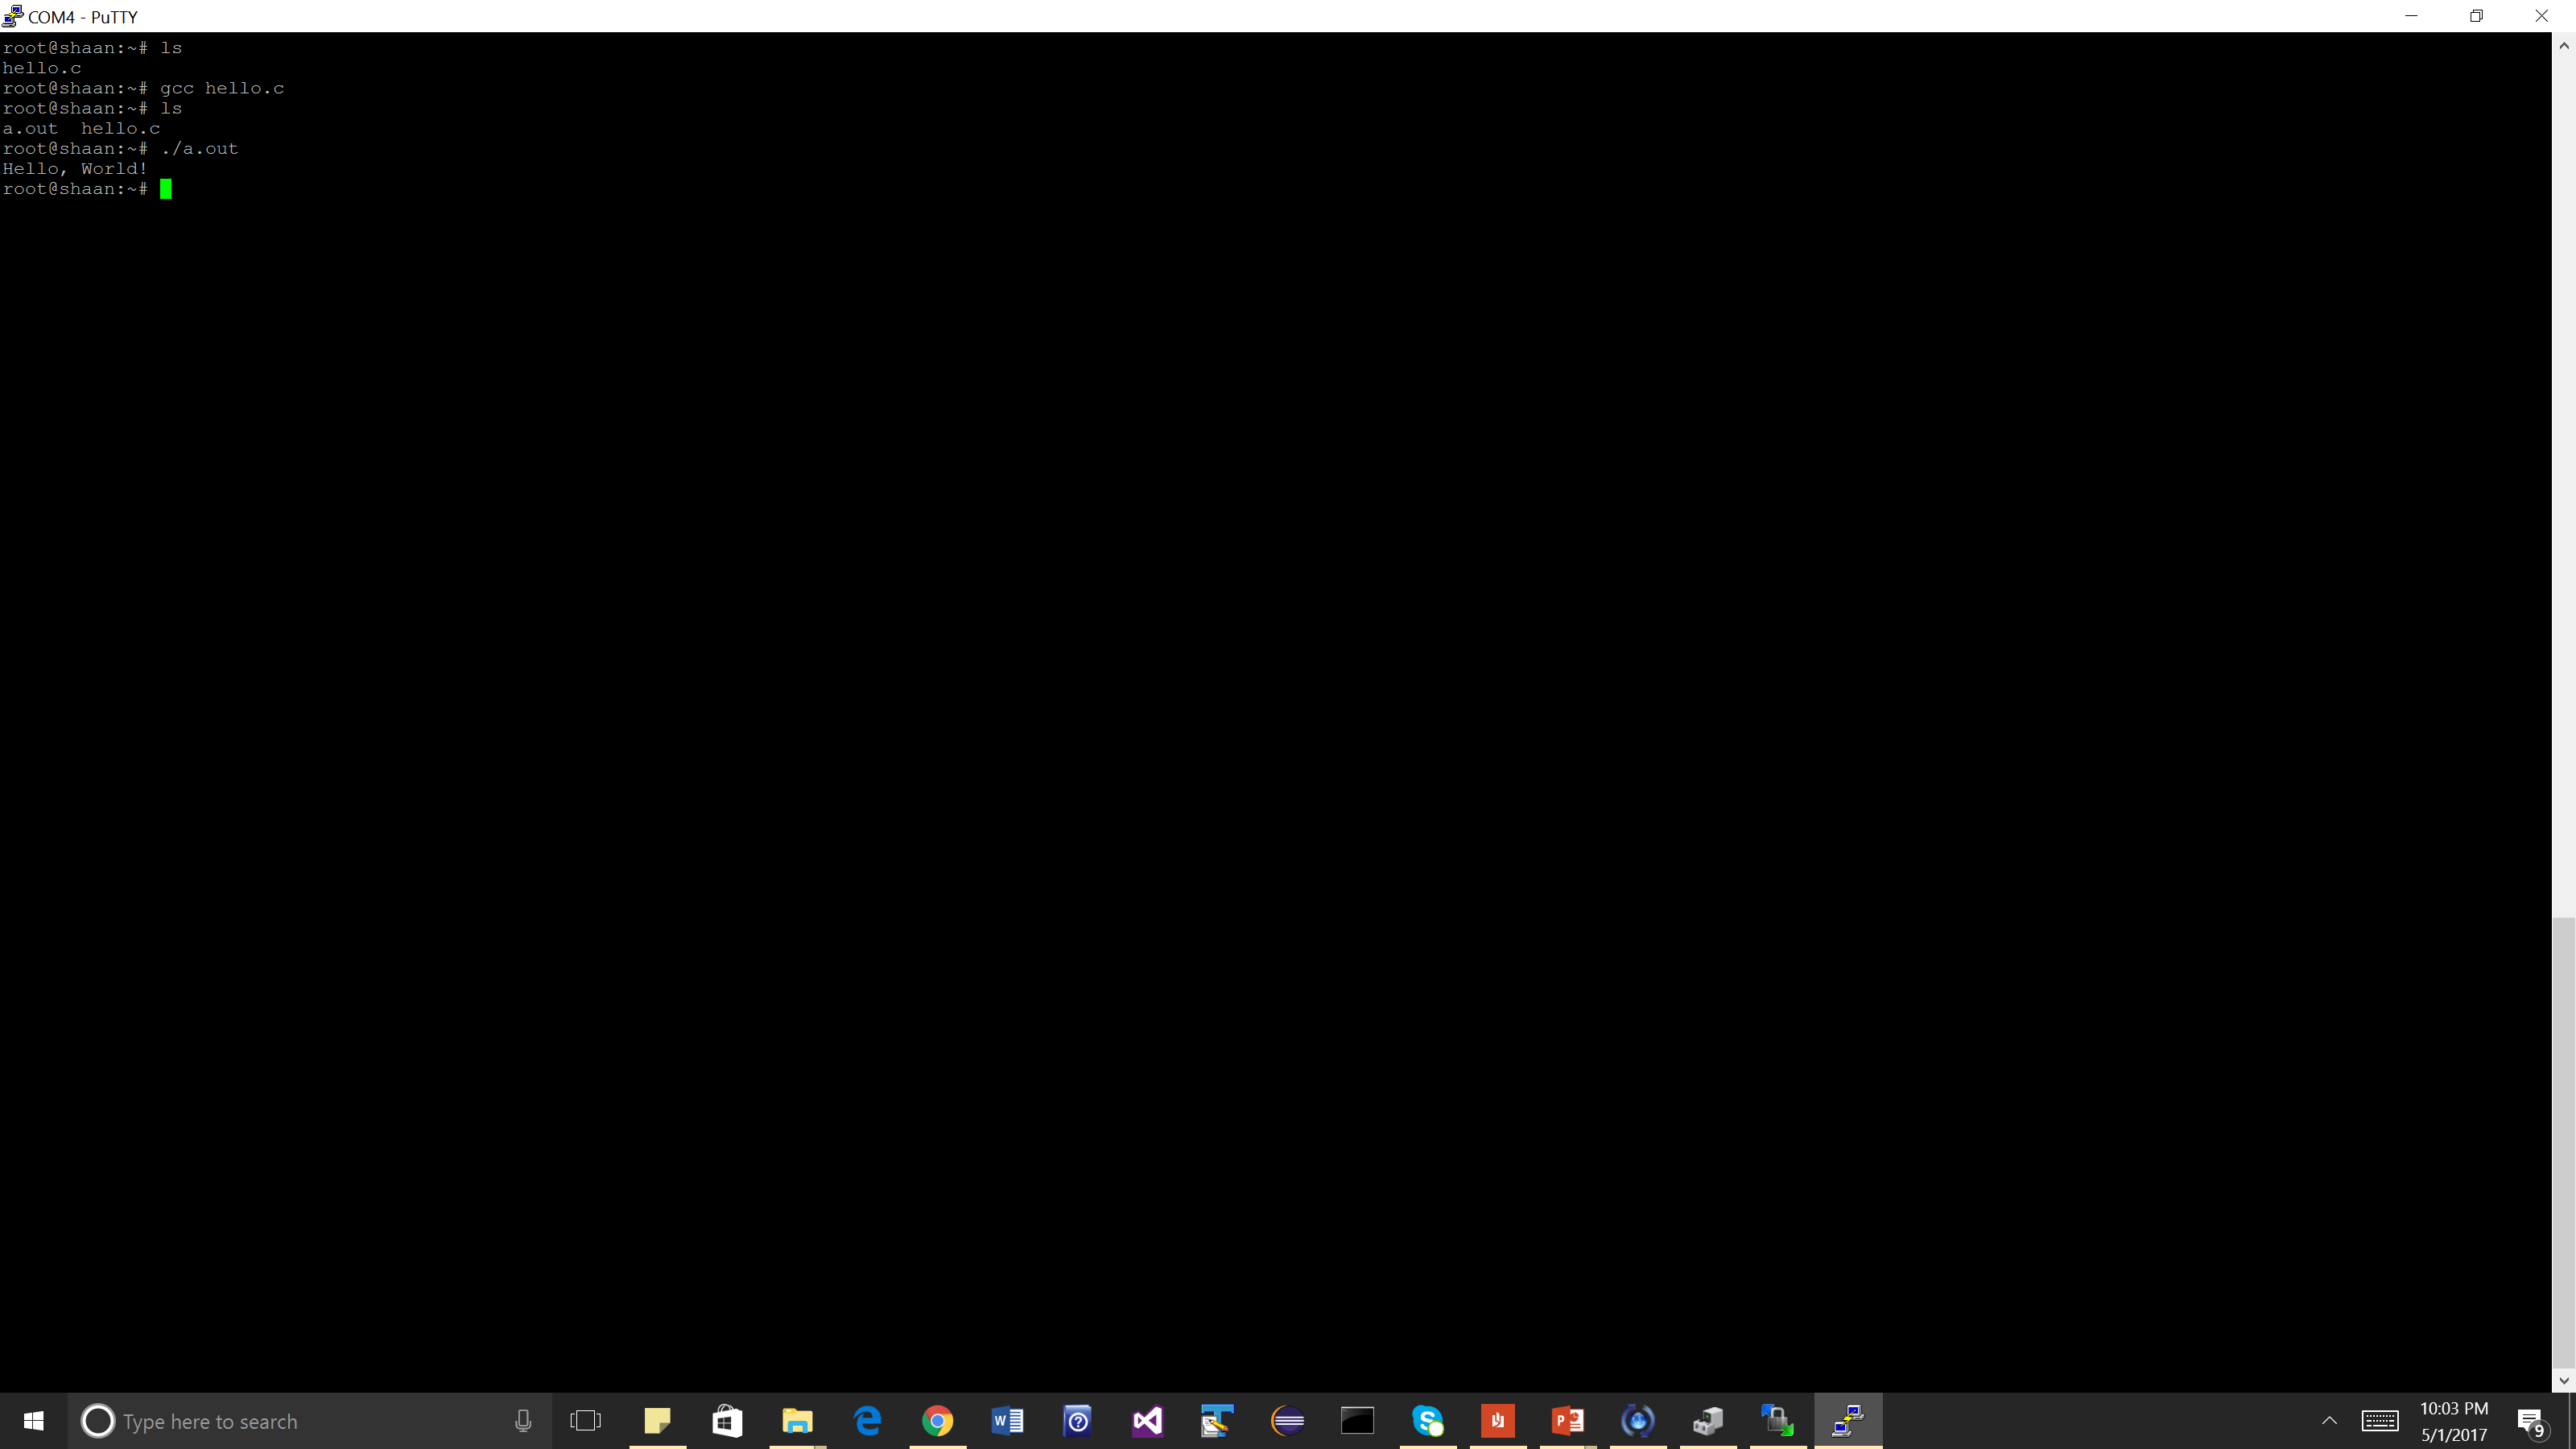 COM4 - PuTTY
root@shaan:~# ls
hello.c
root@shaan:~# gcc hello.c
root@shaan:~# ls
a.out  hello.c
root@shaan:~# ./a.out
Hello, World!
root@shaan:~#
Type here to search
10:03 PM
5/1/2017
9